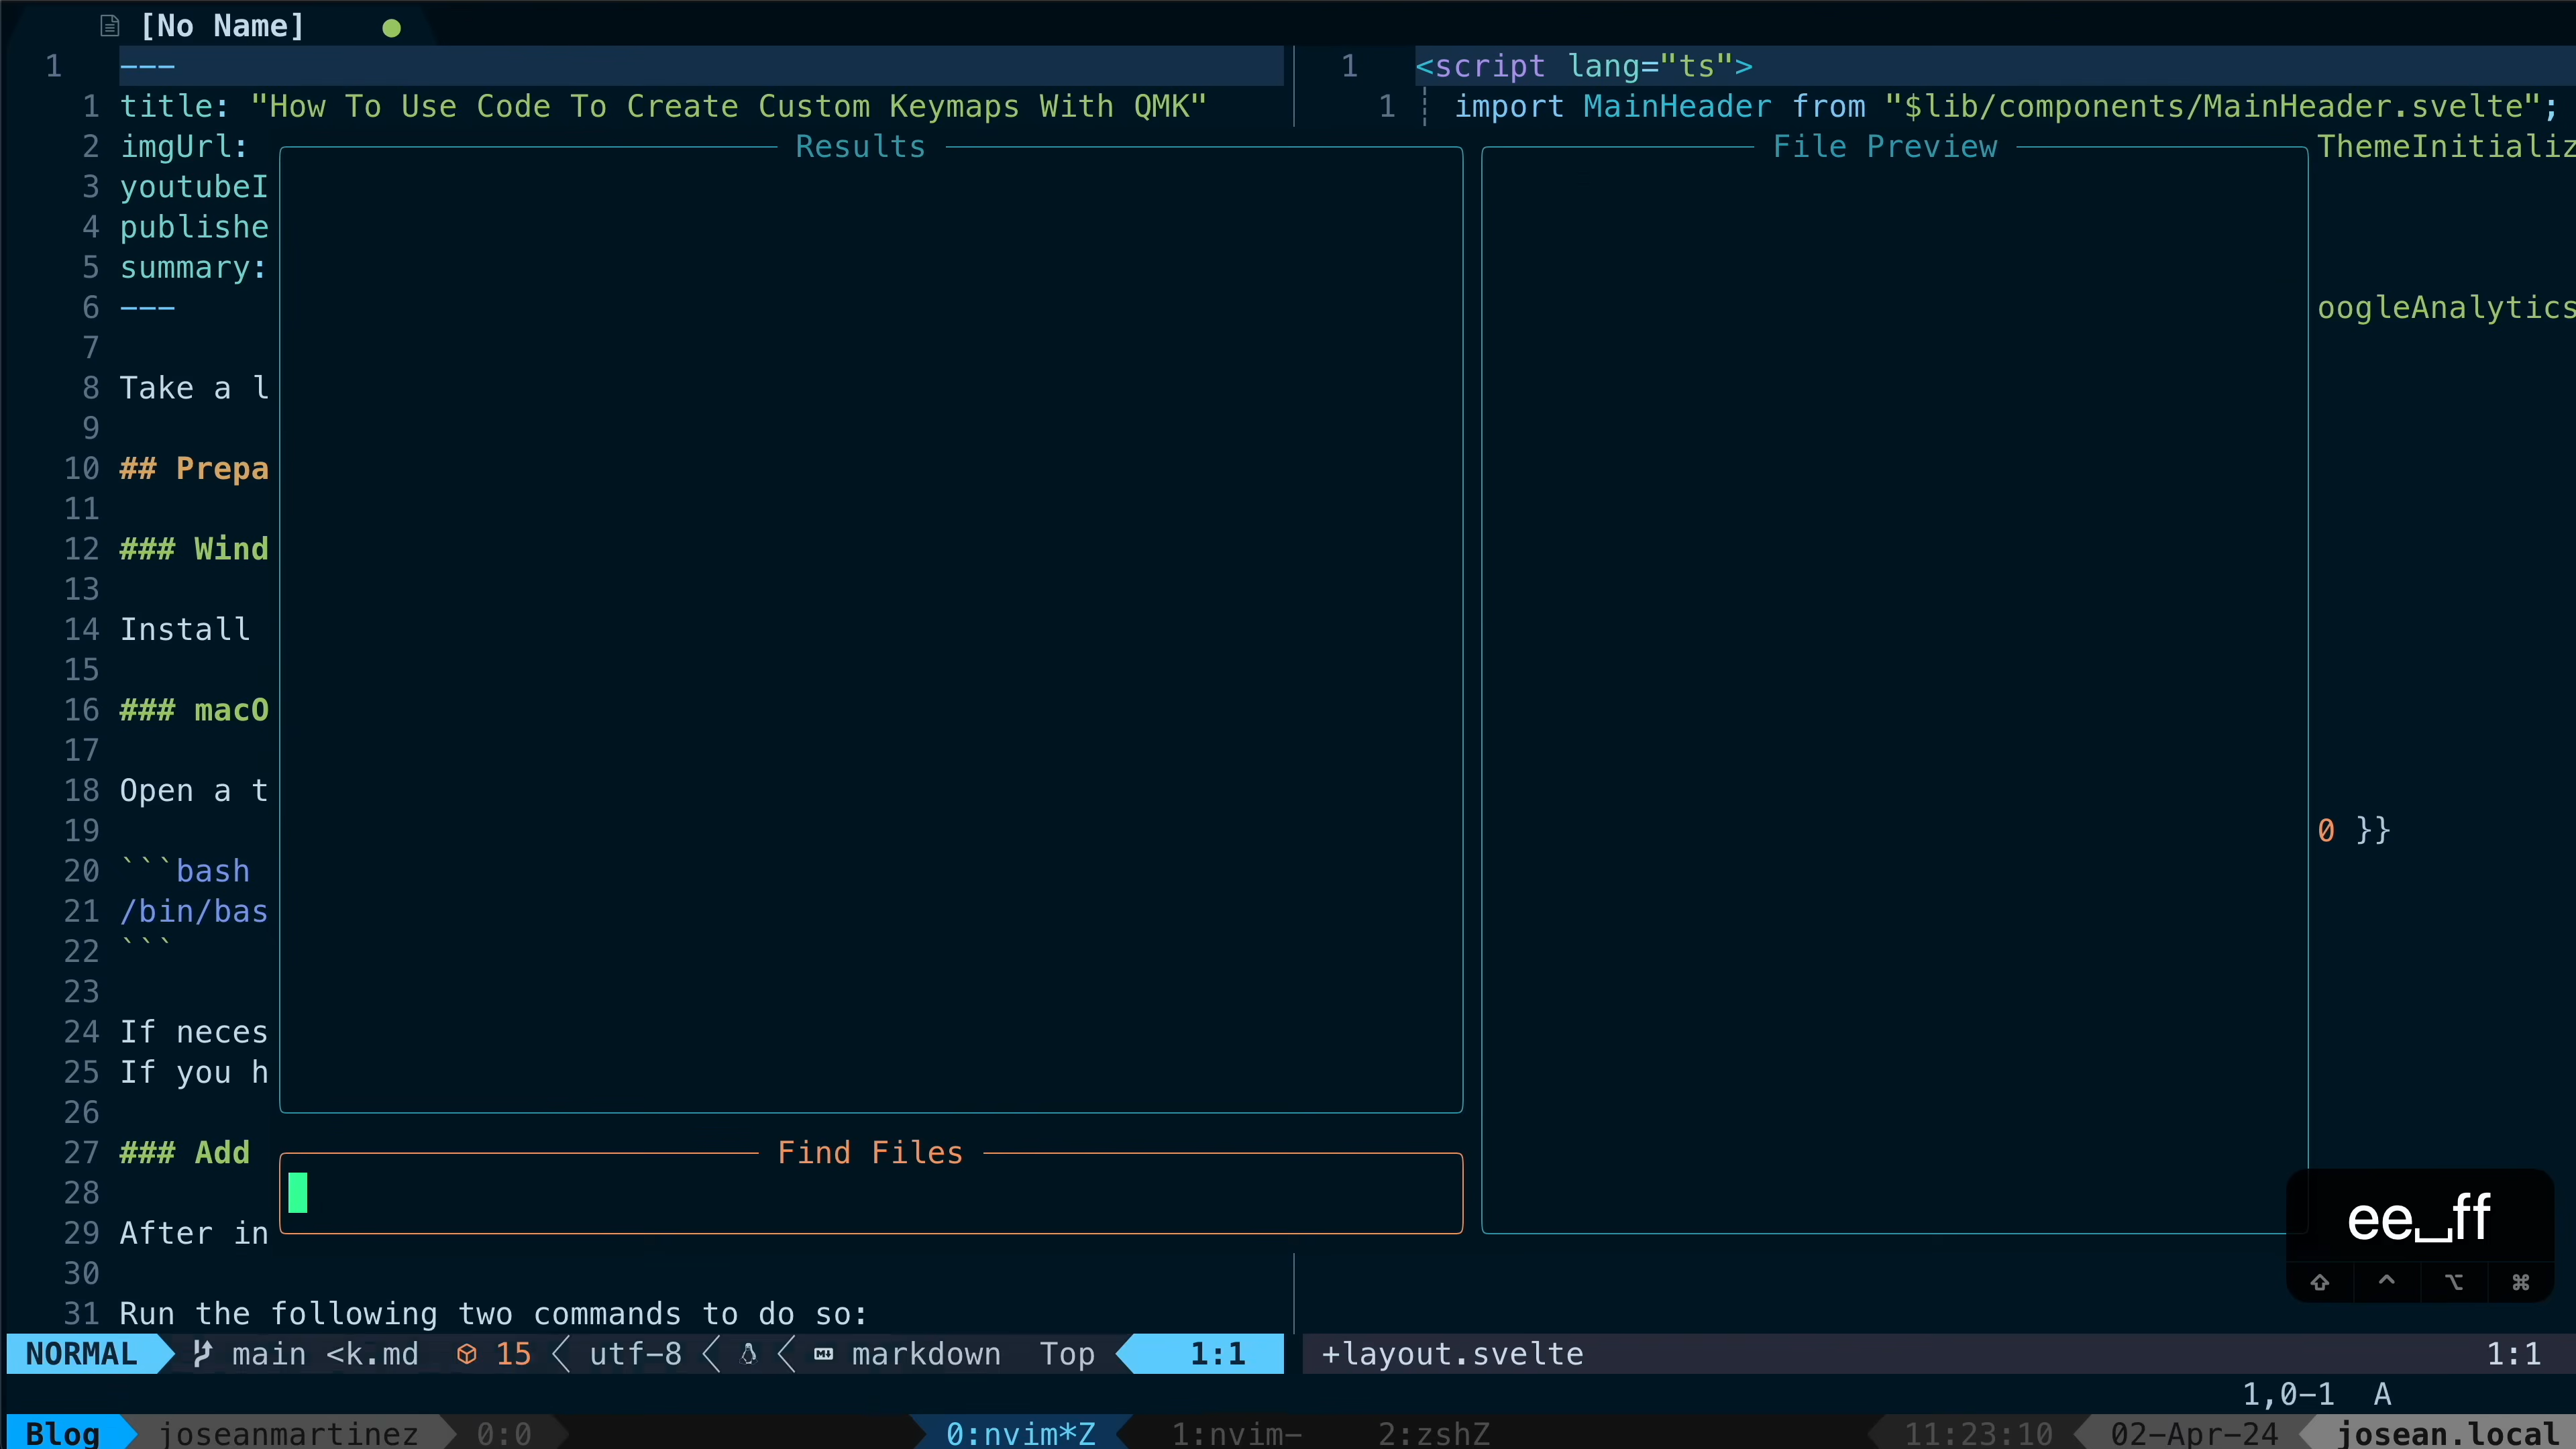 [No Name]
1 ---
1 title: "How To Use Code To Create Custom Keymaps With QMK"
2 imgUrl:
3 youtubeI
4 publishe
5 summary:
6 ---
7
8 Take a l
9
10 ## Prepa
11
12 ### Wind
13
14 Install
15
16 ### macO
17
18 Open a t
19
20 ```bash
21 /bin/bas
22 ```
23
24 If neces
25 If you h
26
27 ### Add
28
29 After in
30
31 Run the following two commands to do so:
1 <script lang="ts">
1 import MainHeader from "$lib/components/MainHeader.svelte";
ThemeInitializ
oogleAnalytics
0 }}
Results
File Preview
Find Files
ee␣ff
⇧ ^ ⌥ ⌘
NORMAL main <k.md 15 utf-8 markdown Top 1:1
+layout.svelte 1:1
1,0-1 A
Blog joseanmartinez 0:0 0:nvim*Z 1:nvim- 2:zshZ 11:23:10 02-Apr-24 josean.local